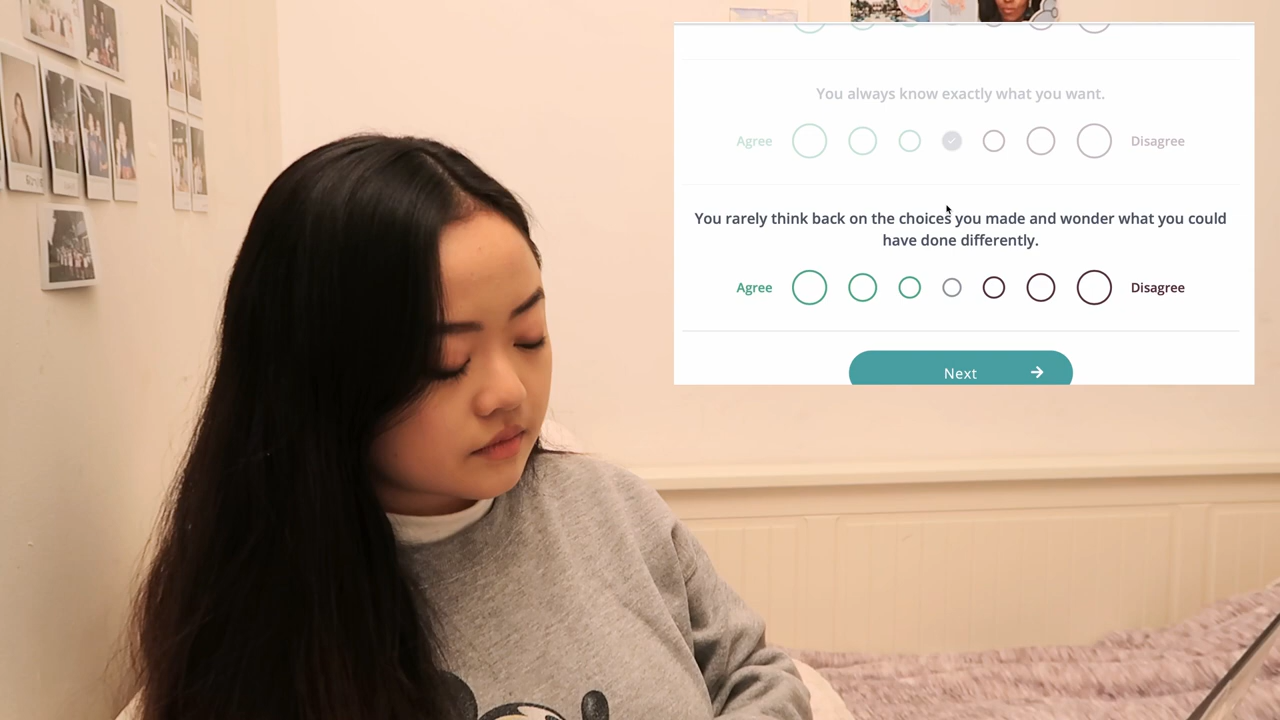 You always know exactly what you want.
Agree Disagree
You rarely think back on the choices you made and wonder what you could
have done differently.
Agree Disagree
Next